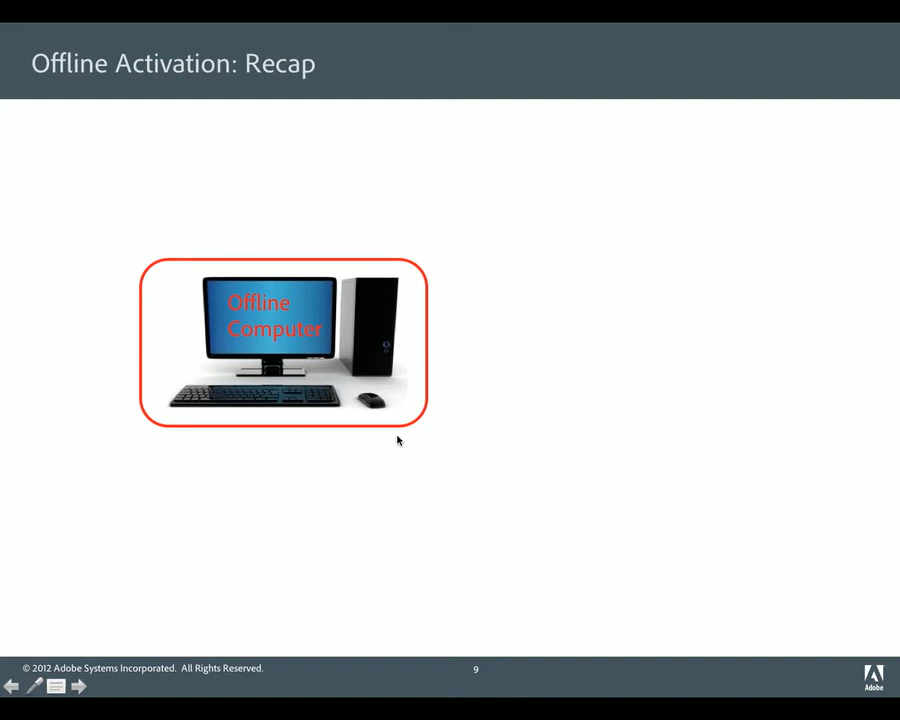 Offline Activation: Recap
Offline
Computer
© 2012 Adobe Systems Incorporated. All Rights Reserved.
9
Adobe